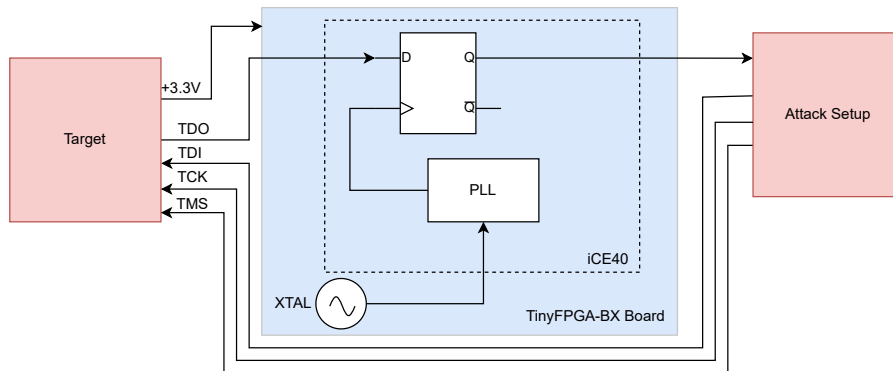 Target
+3.3V
TDO
TDI
TCK
TMS
D
Q
Q̅
PLL
iCE40
XTAL
TinyFPGA-BX Board
Attack Setup